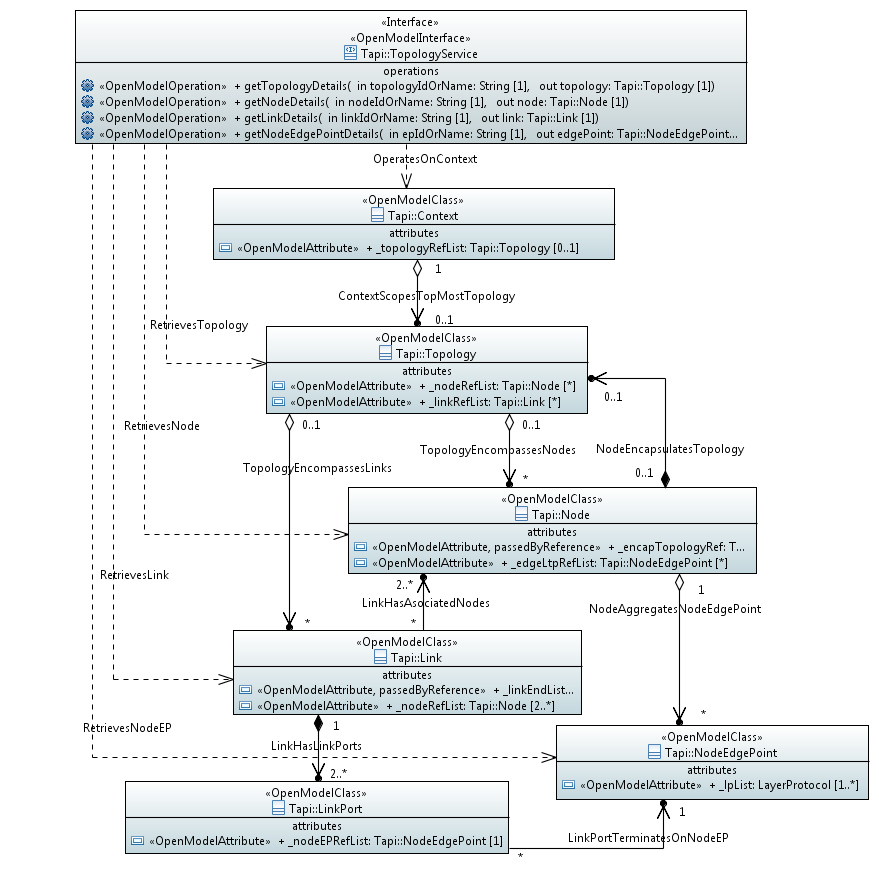 «Interface»
«OpenModelInterface»
Tapi::TopologyService
operations
«OpenModelOperation» + getTopologyDetails( in topologyIdOrName: String [1], out topology: Tapi::Topology [1])
«OpenModelOperation» + getNodeDetails( in nodeIdOrName: String [1], out node: Tapi::Node [1])
«OpenModelOperation» + getLinkDetails( in linkIdOrName: String [1], out link: Tapi::Link [1])
«OpenModelOperation» + getNodeEdgePointDetails( in epIdOrName: String [1], out edgePoint: Tapi::NodeEdgePoint...
OperatesOnContext
«OpenModelClass»
Tapi::Context
attributes
«OpenModelAttribute» + _topologyRefList: Tapi::Topology [0..1]
1
ContextScopesTopMostTopology
0..1
RetrievesTopology
«OpenModelClass»
Tapi::Topology
attributes
«OpenModelAttribute» + _nodeRefList: Tapi::Node [*]
«OpenModelAttribute» + _linkRefList: Tapi::Link [*]
0..1
0..1
0..1
RetrievesNode
TopologyEncompassesNodes
NodeEncapsulatesTopology
TopologyEncompassesLinks
0..1
*
«OpenModelClass»
Tapi::Node
attributes
«OpenModelAttribute, passedByReference» + _encapTopologyRef: T...
«OpenModelAttribute» + _edgeLtpRefList: Tapi::NodeEdgePoint [*]
RetrievesLink
2..*
1
LinkHasAsociatedNodes
NodeAggregatesNodeEdgePoint
*
*
«OpenModelClass»
Tapi::Link
attributes
«OpenModelAttribute, passedByReference» + _linkEndList...
«OpenModelAttribute» + _nodeRefList: Tapi::Node [2..*]
*
RetrievesNodeEP
1
LinkHasLinkPorts
2..*
«OpenModelClass»
Tapi::NodeEdgePoint
attributes
«OpenModelAttribute» + _lpList: LayerProtocol [1..*]
«OpenModelClass»
Tapi::LinkPort
attributes
«OpenModelAttribute» + _nodeEPRefList: Tapi::NodeEdgePoint [1]
1
LinkPortTerminatesOnNodeEP
*